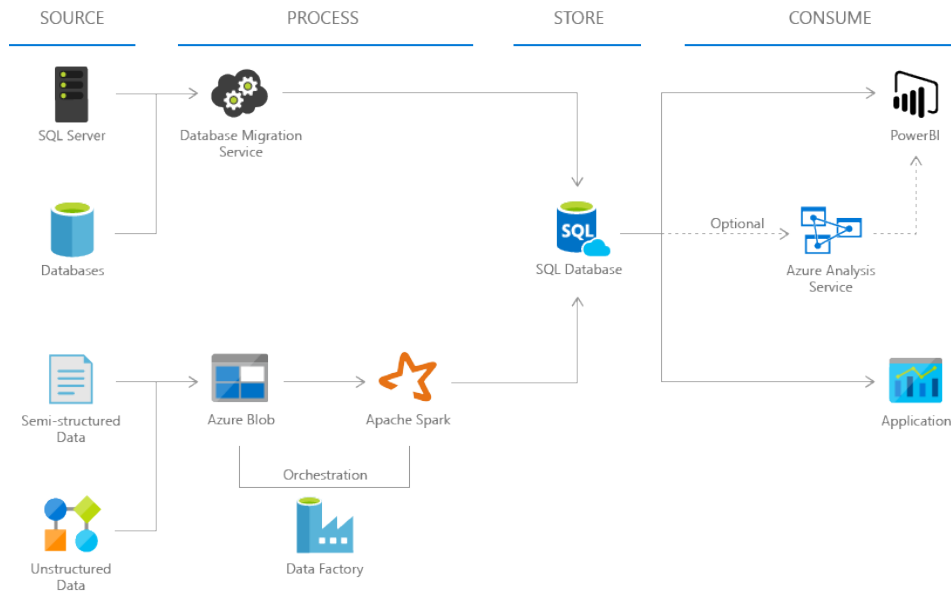 SOURCE
PROCESS
STORE
CONSUME
SQL Server
Database Migration
Service
PowerBI
Databases
SQL
SQL Database
Optional
Azure Analysis
Service
Semi-structured
Data
Azure Blob
Apache Spark
Application
Orchestration
Unstructured
Data
Data Factory